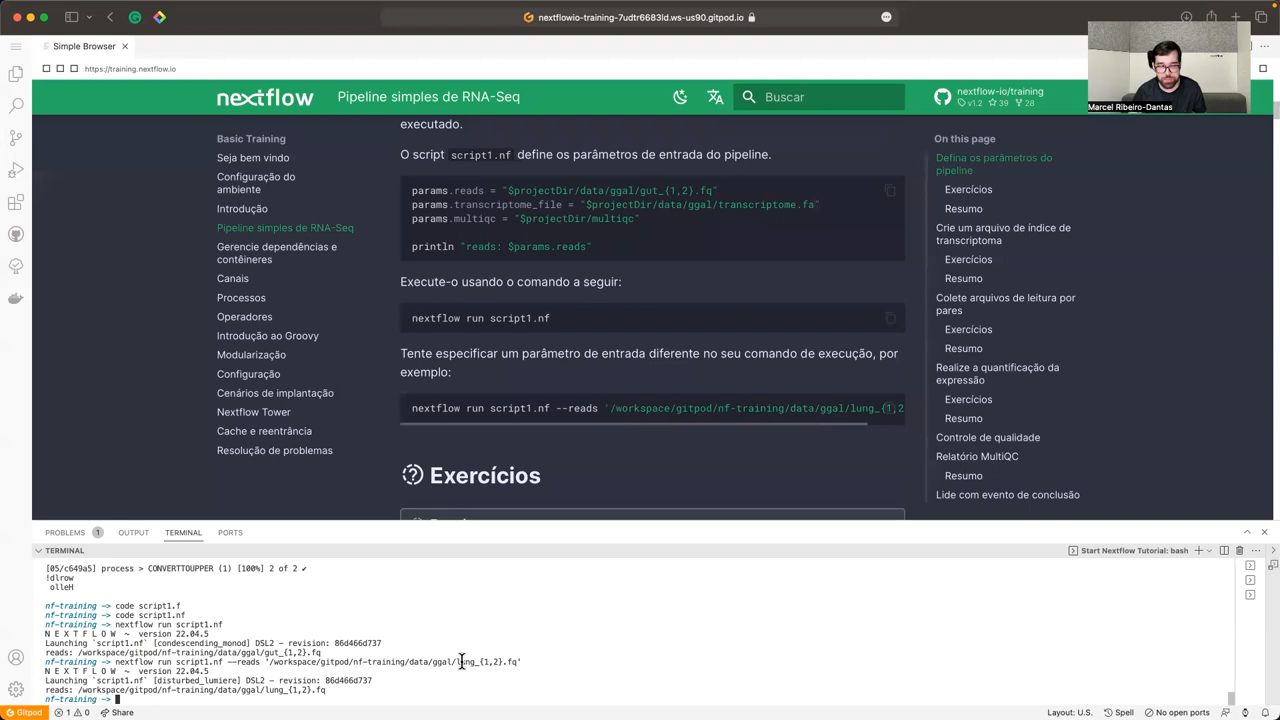 nextflowio-training-7udtr6683ld.ws-us90.gitpod.io
Simple Browser
https://training.nextflow.io
Marcel Ribeiro-Dantas
nextflow
Pipeline simples de RNA-Seq
Buscar
nextflow-io/training
v1.2 39 28
Basic Training
Seja bem vindo
Configuração do
ambiente
Introdução
Pipeline simples de RNA-Seq
Gerencie dependências e
contêineres
Canais
Processos
Operadores
Introdução ao Groovy
Modularização
Configuração
Cenários de implantação
Nextflow Tower
Cache e reentrância
Resolução de problemas
executado.
O script script1.nf define os parâmetros de entrada do pipeline.
params.reads = "$projectDir/data/ggal/gut_{1,2}.fq"
params.transcriptome_file = "$projectDir/data/ggal/transcriptome.fa"
params.multiqc = "$projectDir/multiqc"
println "reads: $params.reads"
Execute-o usando o comando a seguir:
nextflow run script1.nf
Tente especificar um parâmetro de entrada diferente no seu comando de execução, por
exemplo:
nextflow run script1.nf --reads '/workspace/gitpod/nf-training/data/ggal/lung_{1,2
Exercícios
On this page
Defina os parâmetros do
pipeline
Exercícios
Resumo
Crie um arquivo de índice de
transcriptoma
Exercícios
Resumo
Colete arquivos de leitura por
pares
Exercícios
Resumo
Realize a quantificação da
expressão
Exercícios
Resumo
Controle de qualidade
Relatório MultiQC
Resumo
Lide com evento de conclusão
PROBLEMS 1 OUTPUT TERMINAL PORTS
TERMINAL
Start Nextflow Tutorial: bash
[05/c649a5] process > CONVERTTOUPPER (1) [100%] 2 of 2 ✔
!dlrow
olleH
nf-training -> code script1.f
nf-training -> code script1.nf
nf-training -> nextflow run script1.nf
N E X T F L O W ~ version 22.04.5
Launching `script1.nf` [condescending_monod] DSL2 - revision: 86d466d737
reads: /workspace/gitpod/nf-training/data/ggal/gut_{1,2}.fq
nf-training -> nextflow run script1.nf --reads '/workspace/gitpod/nf-training/data/ggal/lung_{1,2}.fq'
N E X T F L O W ~ version 22.04.5
Launching `script1.nf` [disturbed_lumiere] DSL2 - revision: 86d466d737
reads: /workspace/gitpod/nf-training/data/ggal/lung_{1,2}.fq
nf-training ->
Gitpod 1 0 Share
Layout: U.S. Spell No open ports